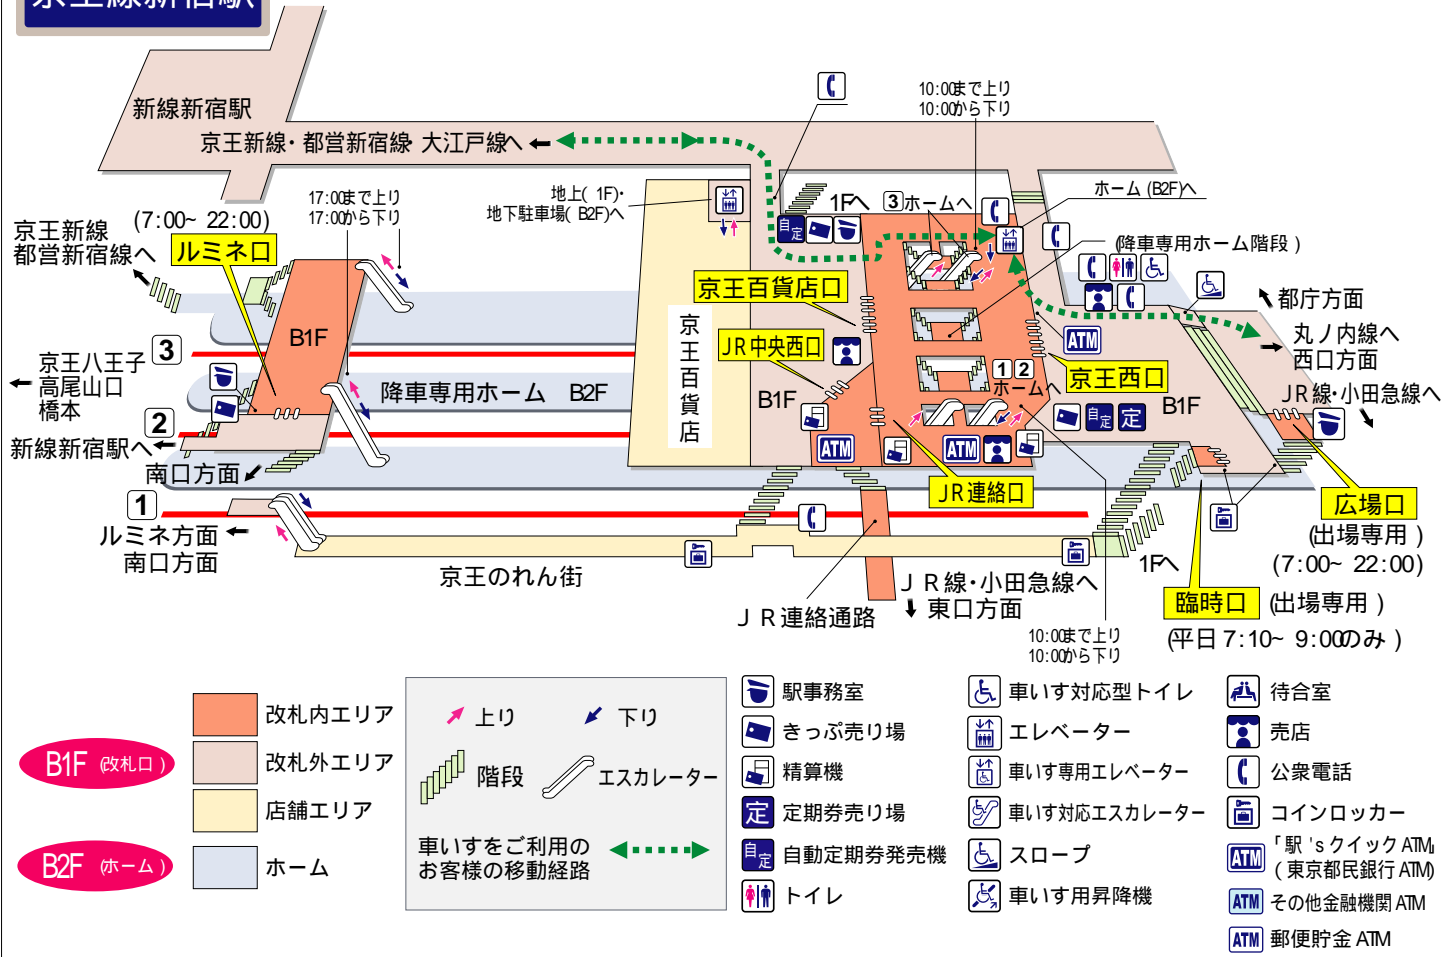 京王線新宿駅
新線新宿駅
京王新線・都営新宿線・大江戸線へ
10:00まで上り
10:00から下り
17:00まで上り
17:00から下り
地上(1F)・
地下駐車場(B2F)へ
1Fへ
3 ホームへ
ホーム(B2F)へ
(降車専用ホーム階段)
京王新線
都営新宿線へ
(7:00~22:00)
ルミネ口
自定
京王百貨店口
JR中央西口
京王百貨店
B1F
ATM
京王西口
都庁方面
丸ノ内線へ
西口方面
JR線・小田急線へ
京王八王子
高尾山口
橋本
3
B1F
降車専用ホーム B2F
1 2
ホームへ
B1F
自定
定
2
新線新宿駅へ
南口方面
ATM
ATM
JR連絡口
1
ルミネ方面
南口方面
京王のれん街
JR連絡通路
JR線・小田急線へ
東口方面
1Fへ
広場口
(出場専用)
(7:00~22:00)
臨時口
(出場専用)
(平日7:10~9:00のみ)
10:00まで上り
10:00から下り
B1F (改札口)
B2F (ホーム)
改札内エリア
改札外エリア
店舗エリア
ホーム
上り
下り
階段
エスカレーター
車いすをご利用の
お客様の移動経路
駅事務室
きっぷ売り場
精算機
定 定期券売り場
自定 自動定期券発売機
トイレ
車いす対応型トイレ
エレベーター
車いす専用エレベーター
車いす対応エスカレーター
スロープ
車いす用昇降機
待合室
売店
公衆電話
コインロッカー
ATM 「駅'sクイックATM」
(東京都民銀行ATM)
ATM その他金融機関ATM
ATM 郵便貯金ATM